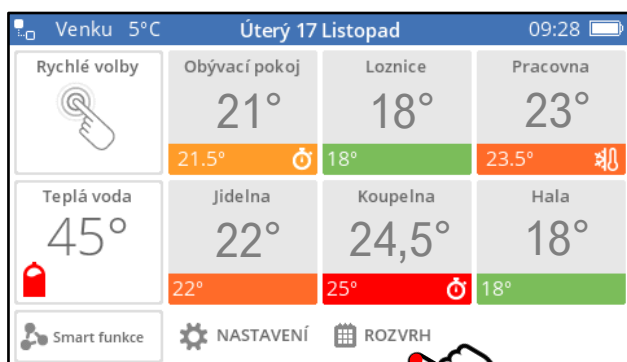 Venku 5°C Úterý 17 Listopad 09:28
Rychlé volby Obývací pokoj Loznice Pracovna
21° 18° 23°
21.5° 18° 23.5°
Teplá voda Jidelna Koupelna Hala
45° 22° 24,5° 18°
22° 25° 18°
Smart funkce NASTAVENÍ ROZVRH